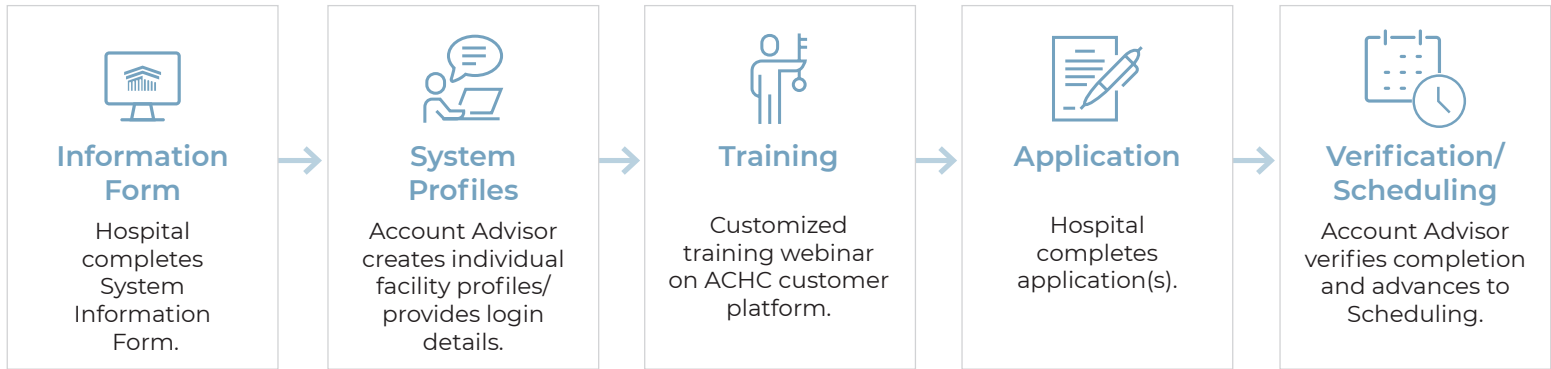 Information
Form
Hospital
completes
System
Information
Form.
System
Profiles
Account Advisor
creates individual
facility profiles/
provides login
details.
Training
Customized
training webinar
on ACHC customer
platform.
Application
Hospital
completes
application(s).
Verification/
Scheduling
Account Advisor
verifies completion
and advances to
Scheduling.